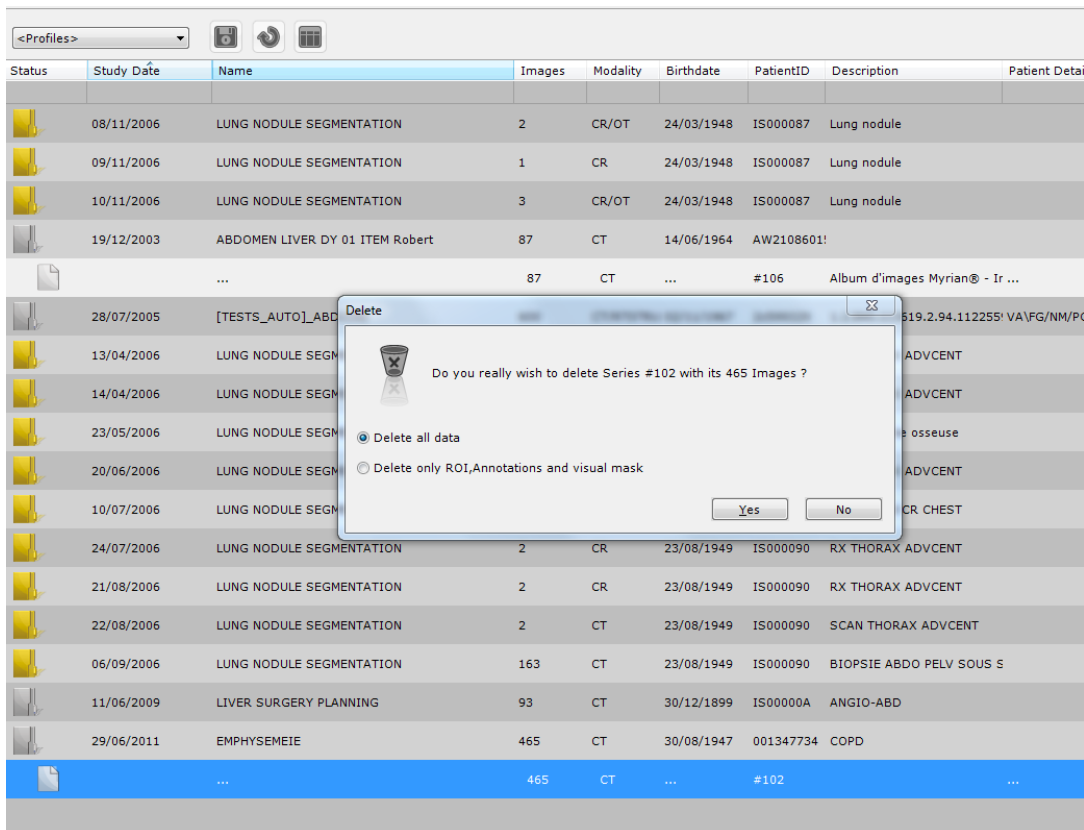 <Profiles>
Status Study Date Name Images Modality Birthdate PatientID Description Patient Detai
08/11/2006 LUNG NODULE SEGMENTATION 2 CR/OT 24/03/1948 IS000087 Lung nodule
09/11/2006 LUNG NODULE SEGMENTATION 1 CR 24/03/1948 IS000087 Lung nodule
10/11/2006 LUNG NODULE SEGMENTATION 3 CR/OT 24/03/1948 IS000087 Lung nodule
19/12/2003 ABDOMEN LIVER DY 01 ITEM Robert 87 CT 14/06/1964 AW2108601
... 87 CT ... #106 Album d'images Myrian® - Ir ...
28/07/2005 [TESTS_AUTO]_ABD 619.2.94.112255 VA\FG/NM/PC
13/04/2006 LUNG NODULE SEGM ADVCENT
14/04/2006 LUNG NODULE SEGM ADVCENT
23/05/2006 LUNG NODULE SEGM e osseuse
20/06/2006 LUNG NODULE SEGM ADVCENT
10/07/2006 LUNG NODULE SEGM CR CHEST
Delete
Do you really wish to delete Series #102 with its 465 Images ?
Delete all data
Delete only ROI,Annotations and visual mask
Yes No
24/07/2006 LUNG NODULE SEGMENTATION 2 CR 23/08/1949 IS000090 RX THORAX ADVCENT
21/08/2006 LUNG NODULE SEGMENTATION 2 CR 23/08/1949 IS000090 RX THORAX ADVCENT
22/08/2006 LUNG NODULE SEGMENTATION 2 CT 23/08/1949 IS000090 SCAN THORAX ADVCENT
06/09/2006 LUNG NODULE SEGMENTATION 163 CT 23/08/1949 IS000090 BIOPSIE ABDO PELV SOUS S
11/06/2009 LIVER SURGERY PLANNING 93 CT 30/12/1899 IS00000A ANGIO-ABD
29/06/2011 EMPHYSEMEIE 465 CT 30/08/1947 001347734 COPD
... 465 CT ... #102 ...